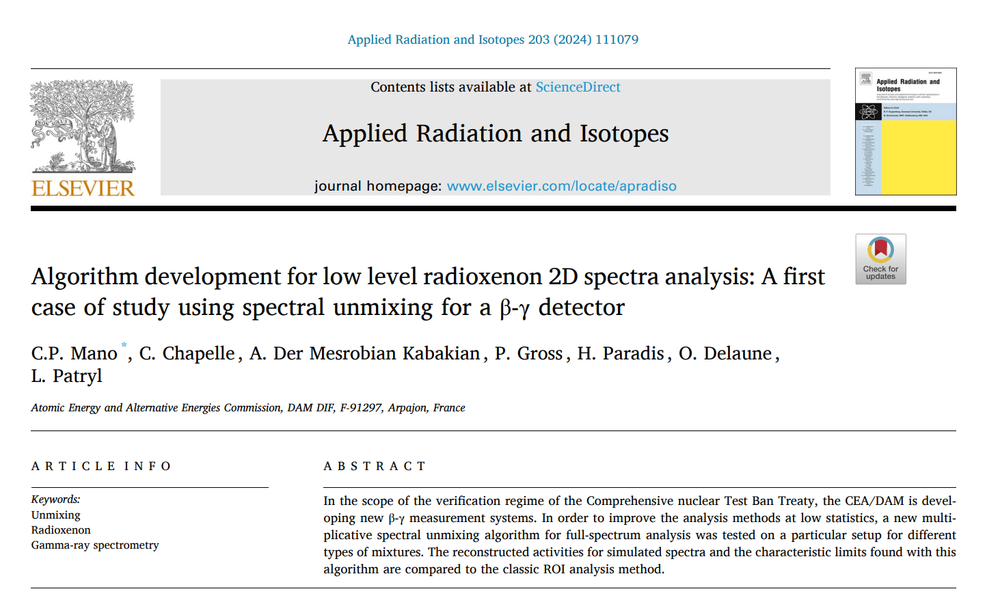 Applied Radiation and Isotopes 203 (2024) 111079
Contents lists available at ScienceDirect
Applied Radiation and Isotopes
journal homepage: www.elsevier.com/locate/apradiso
NON SOLUS
ELSEVIER
Applied Radiation and
Isotopes
Check for
updates
Algorithm development for low level radioxenon 2D spectra analysis: A first
case of study using spectral unmixing for a β-γ detector
C.P. Mano *, C. Chapelle, A. Der Mesrobian Kabakian, P. Gross, H. Paradis, O. Delaune,
L. Patryl
Atomic Energy and Alternative Energies Commission, DAM DIF, F-91297, Arpajon, France
ARTICLE INFO
Keywords:
Unmixing
Radioxenon
Gamma-ray spectrometry
ABSTRACT
In the scope of the verification regime of the Comprehensive nuclear Test Ban Treaty, the CEA/DAM is devel-
oping new β-γ measurement systems. In order to improve the analysis methods at low statistics, a new multi-
plicative spectral unmixing algorithm for full-spectrum analysis was tested on a particular setup for different
types of mixtures. The reconstructed activities for simulated spectra and the characteristic limits found with this
algorithm are compared to the classic ROI analysis method.